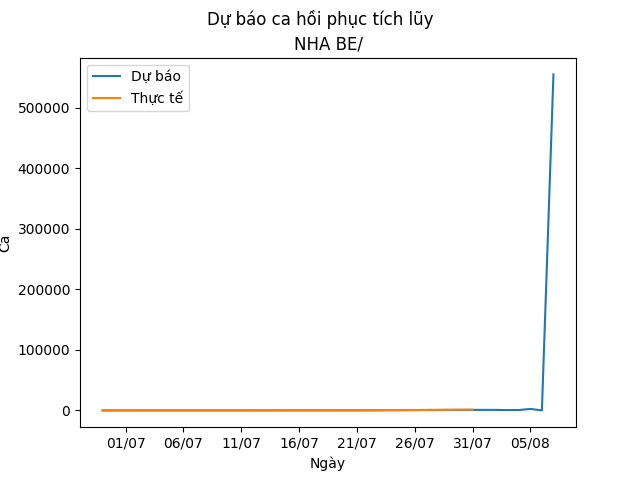 Dự báo ca hồi phục tích lũy
NHA BE/
Dự báo
Thực tế
500000
400000
300000
200000
100000
0
Ca
01/07 06/07 11/07 16/07 21/07 26/07 31/07 05/08
Ngày